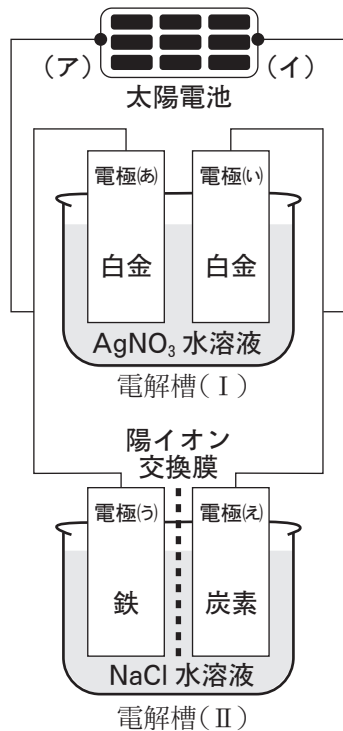 (ア) (イ)
太陽電池
電極(あ) 電極(い)
白金 白金
AgNO₃ 水溶液
電解槽(Ⅰ)
陽イオン
交換膜
電極(う) 電極(え)
鉄 炭素
NaCl 水溶液
電解槽(Ⅱ)